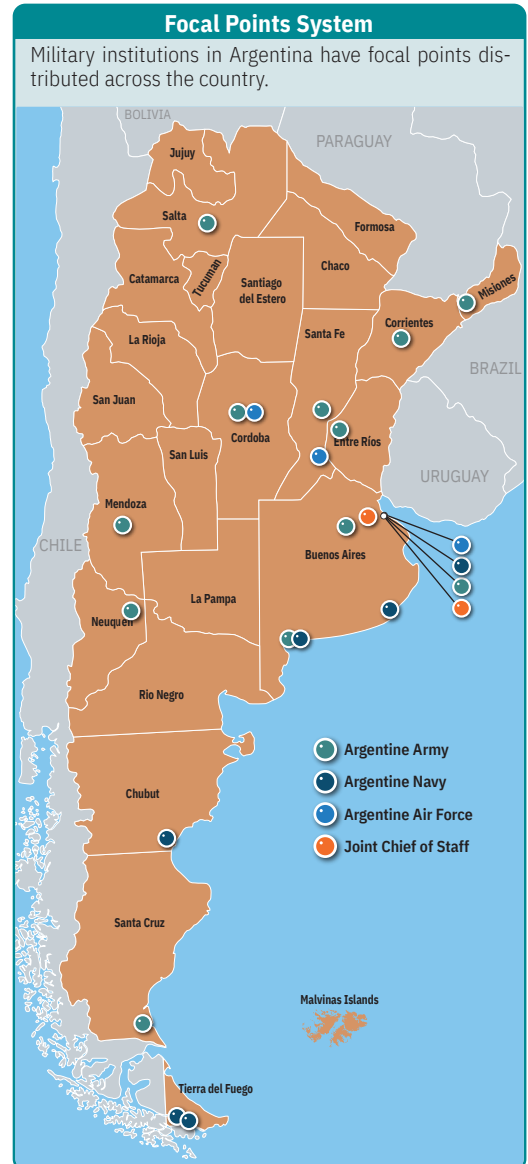 Focal Points System
Military institutions in Argentina have focal points dis-
tributed across the country.
BOLIVIA
PARAGUAY
Jujuy
Salta
Formosa
Chaco
Catamarca
Tucuman
Santiago
del Estero
Misiones
La Rioja
Santa Fe
Corrientes
BRAZIL
San Juan
Cordoba
Entre Ríos
San Luis
URUGUAY
Mendoza
CHILE
Buenos Aires
La Pampa
Neuquen
Rio Negro
Argentine Army
Argentine Navy
Chubut
Argentine Air Force
Joint Chief of Staff
Santa Cruz
Malvinas Islands
Tierra del Fuego